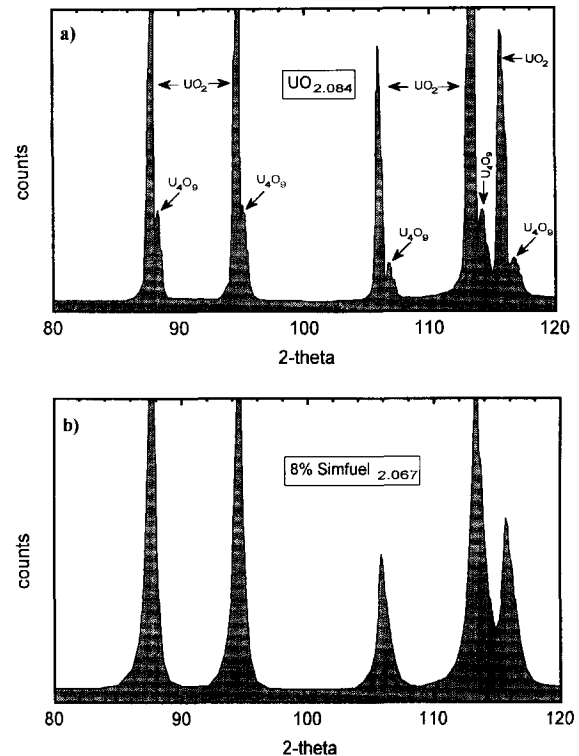 a)
UO2
UO2.084
UO2
UO2
U4O9
U4O9
U4O9
U4O9
U4O9
counts
80 90 100 110 120
2-theta
b)
8% Simfuel 2.067
counts
80 90 100 110 120
2-theta